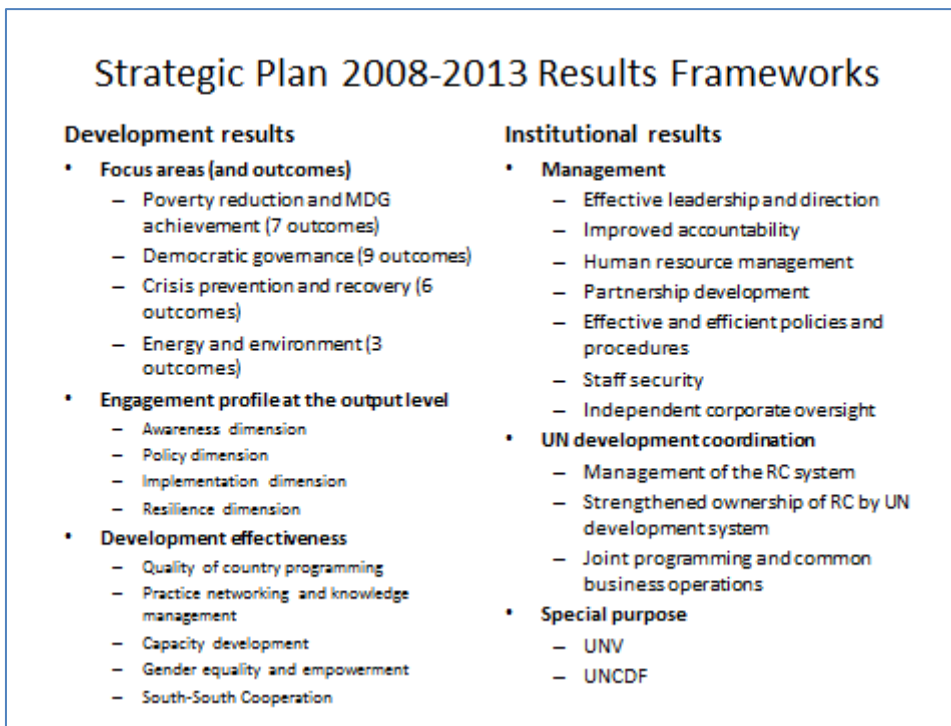 Strategic Plan 2008-2013 Results Frameworks
Development results
• Focus areas (and outcomes)
– Poverty reduction and MDG
achievement (7 outcomes)
– Democratic governance (9 outcomes)
– Crisis prevention and recovery (6
outcomes)
– Energy and environment (3
outcomes)
• Engagement profile at the output level
– Awareness dimension
– Policy dimension
– Implementation dimension
– Resilience dimension
• Development effectiveness
– Quality of country programming
– Practice networking and knowledge
management
– Capacity development
– Gender equality and empowerment
– South-South Cooperation
Institutional results
• Management
– Effective leadership and direction
– Improved accountability
– Human resource management
– Partnership development
– Effective and efficient policies and
procedures
– Staff security
– Independent corporate oversight
• UN development coordination
– Management of the RC system
– Strengthened ownership of RC by UN
development system
– Joint programming and common
business operations
• Special purpose
– UNV
– UNCDF